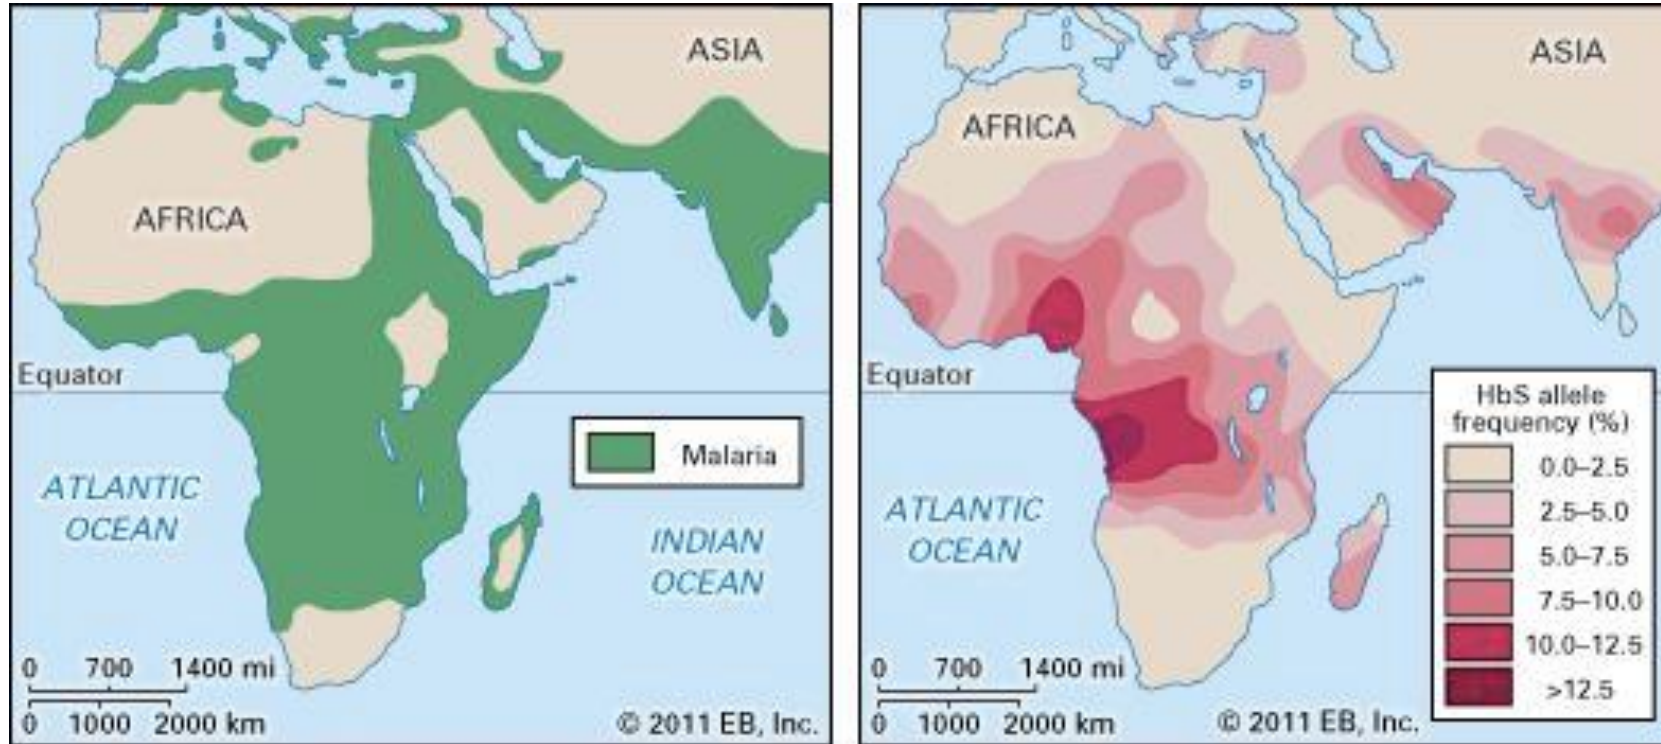 ASIA
AFRICA
Equator
Malaria
ATLANTIC
OCEAN
INDIAN
OCEAN
0 700 1400 mi
0 1000 2000 km
© 2011 EB, Inc.
ASIA
AFRICA
Equator
HbS allele
frequency (%)
0.0–2.5
2.5–5.0
5.0–7.5
7.5–10.0
10.0–12.5
>12.5
ATLANTIC
OCEAN
0 700 1400 mi
0 1000 2000 km
© 2011 EB, Inc.